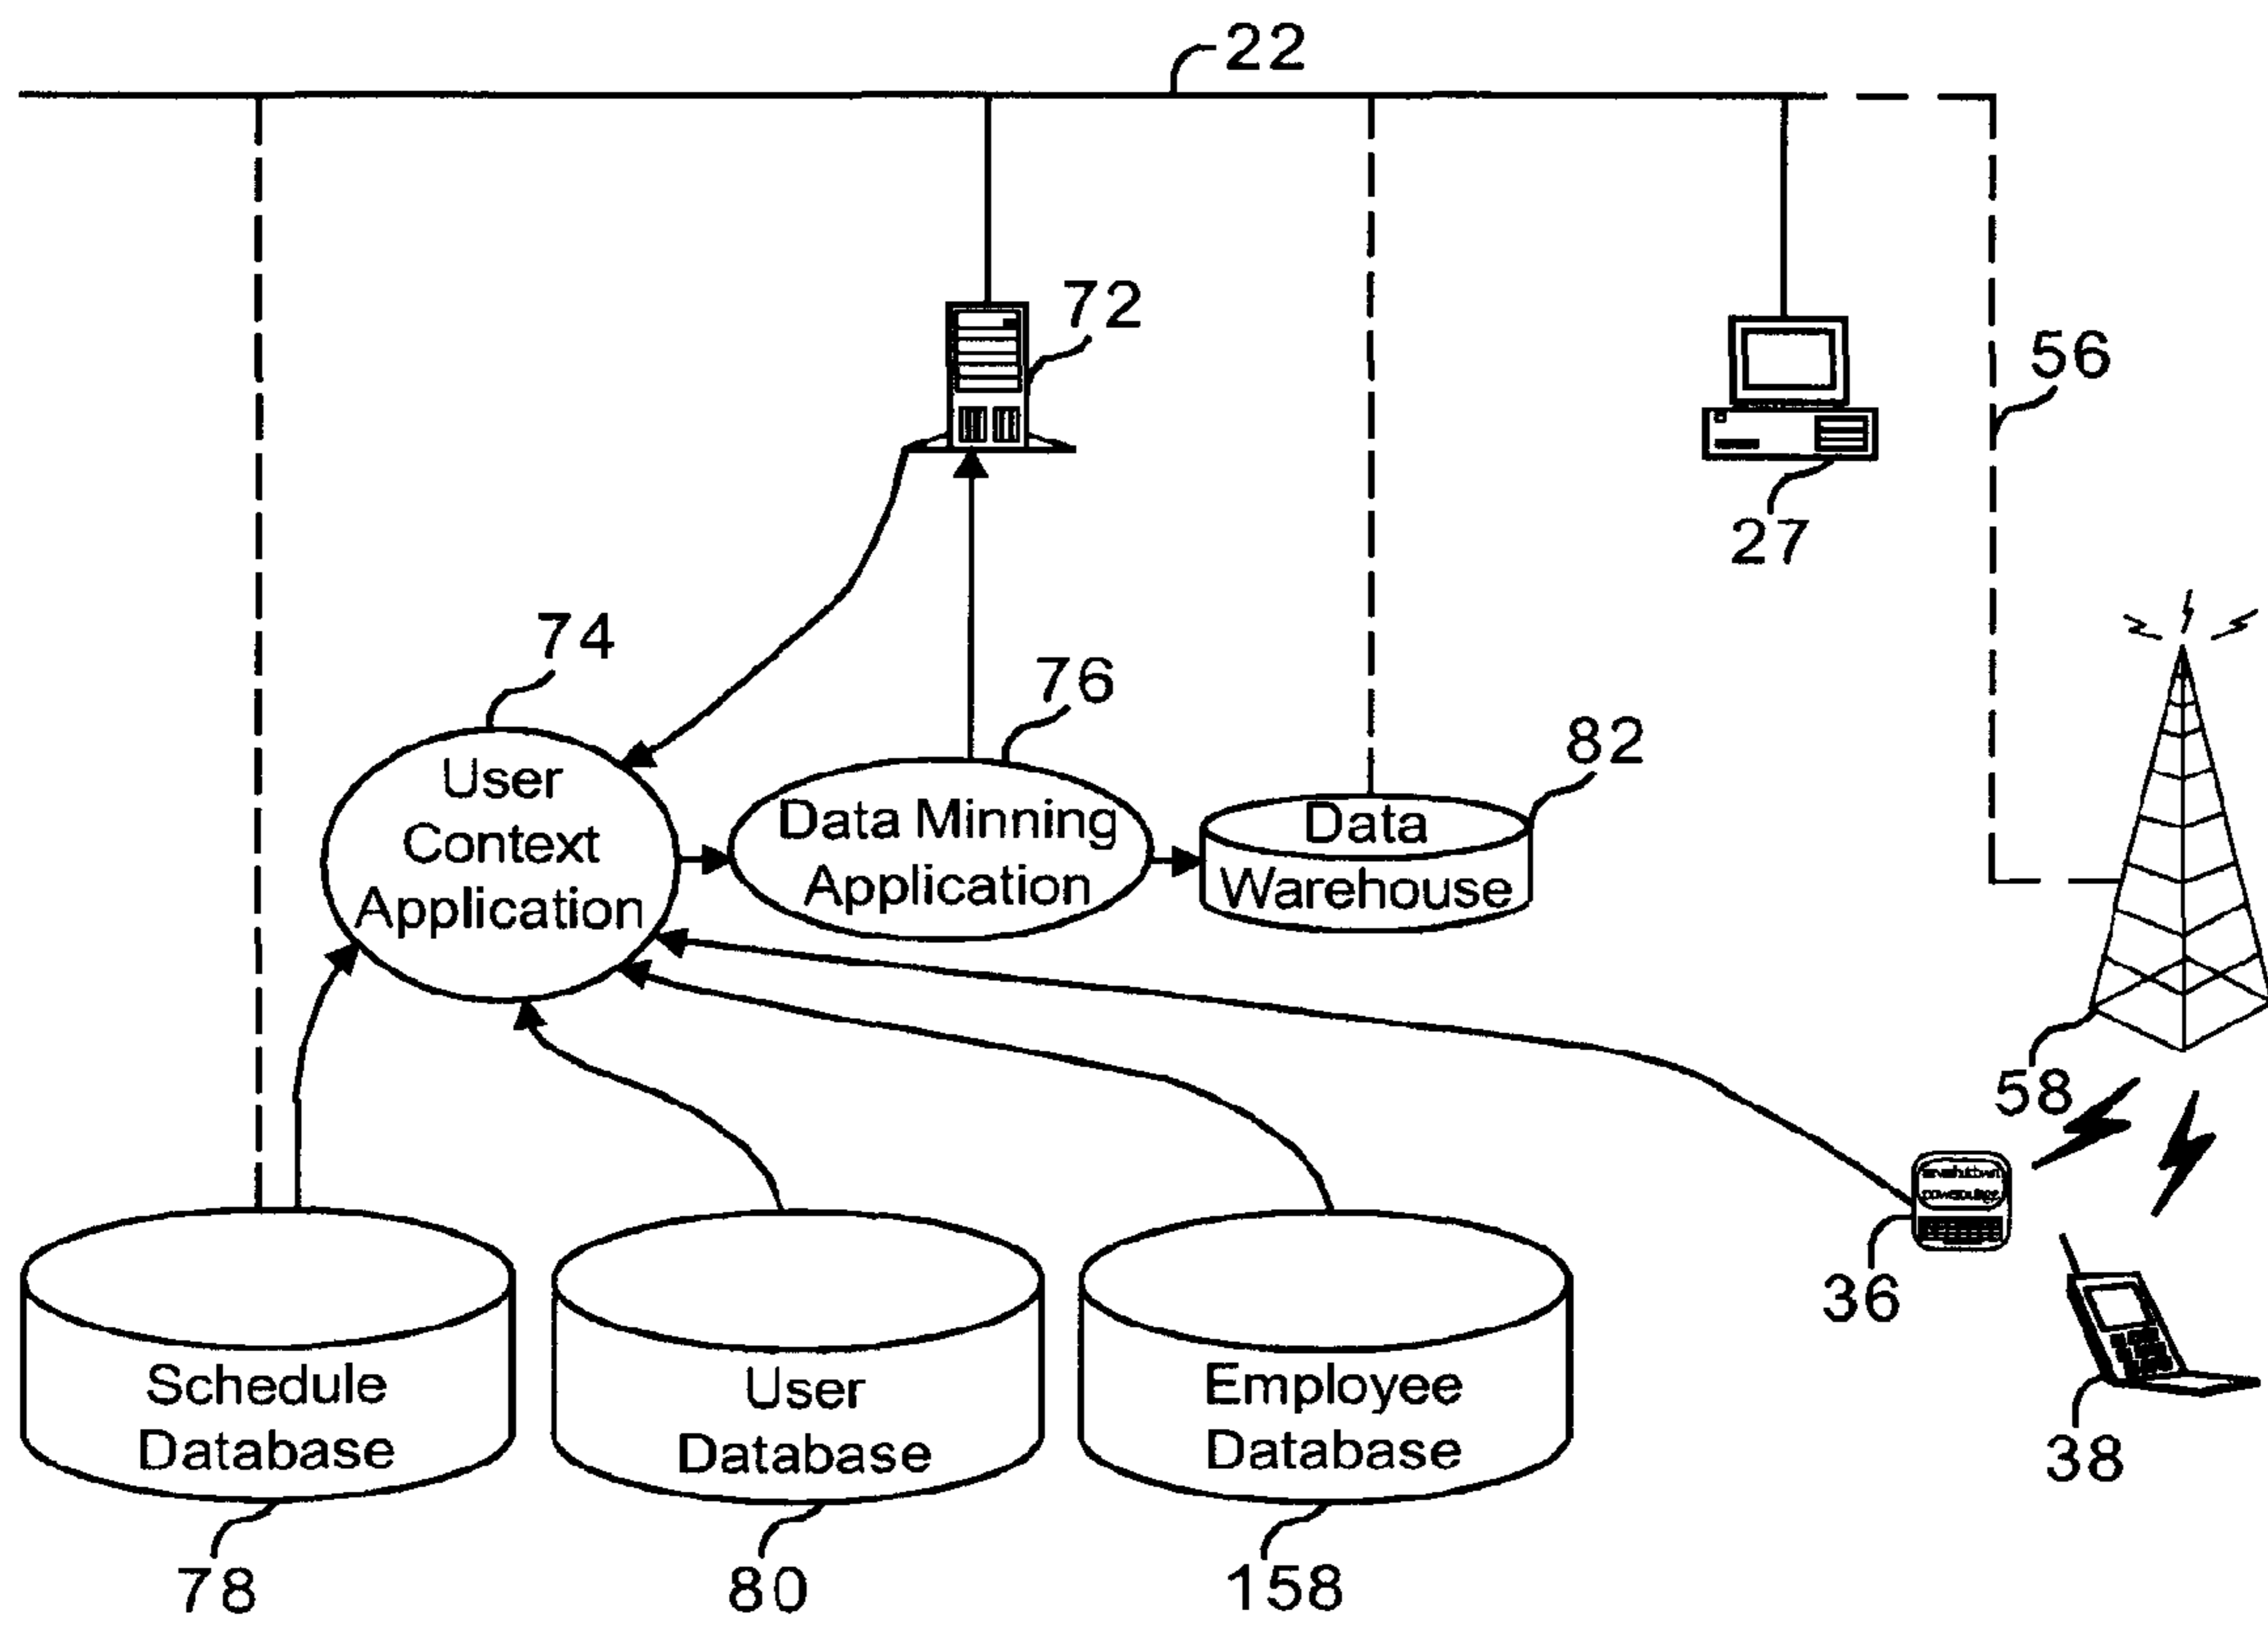 22
72
56
27
74
76
82
User
Context
Application
Data Minning
Application
Data
Warehouse
58
36
38
Schedule
Database
User
Database
Employee
Database
78
80
158